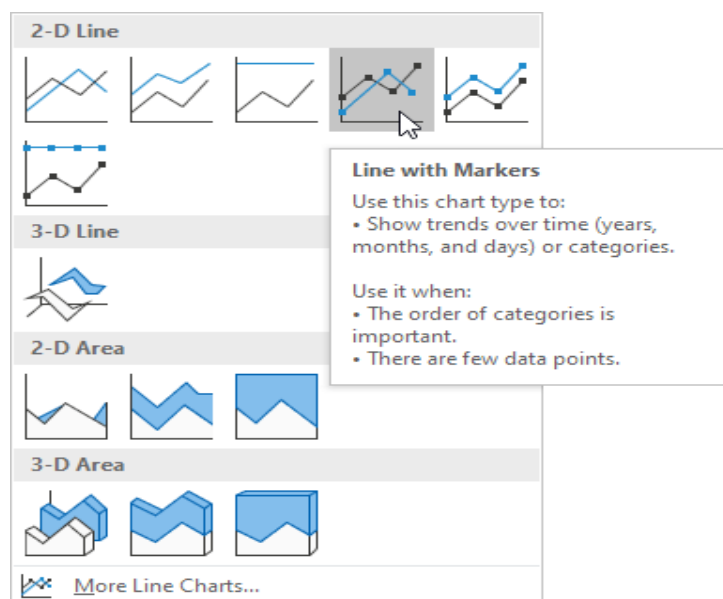 2-D Line
Line with Markers
Use this chart type to:
• Show trends over time (years,
months, and days) or categories.
Use it when:
• The order of categories is
important.
• There are few data points.
3-D Line
2-D Area
3-D Area
More Line Charts...